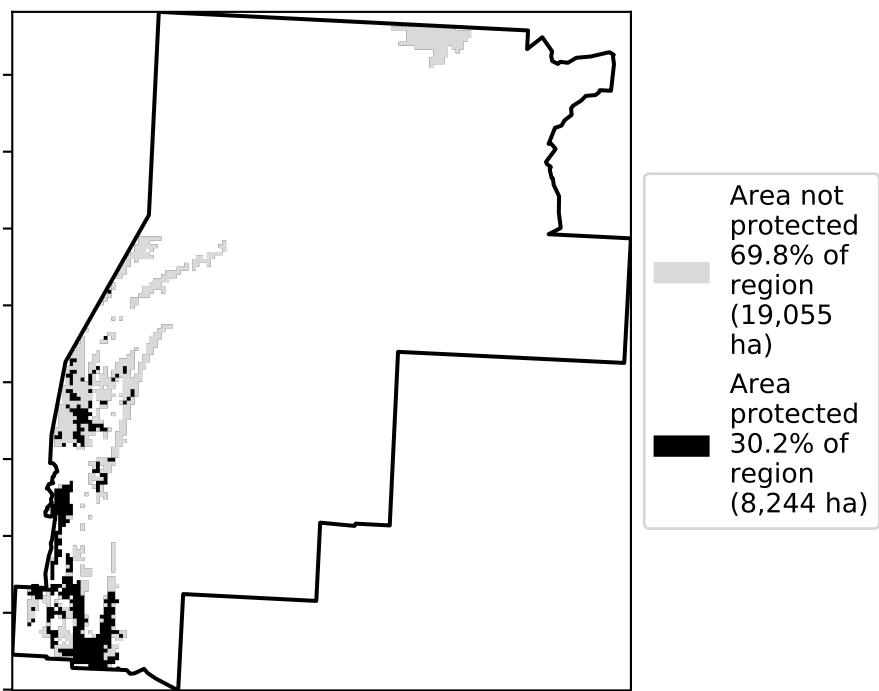 Area not
protected
69.8% of
region
(19,055
ha)
Area
protected
30.2% of
region
(8,244 ha)